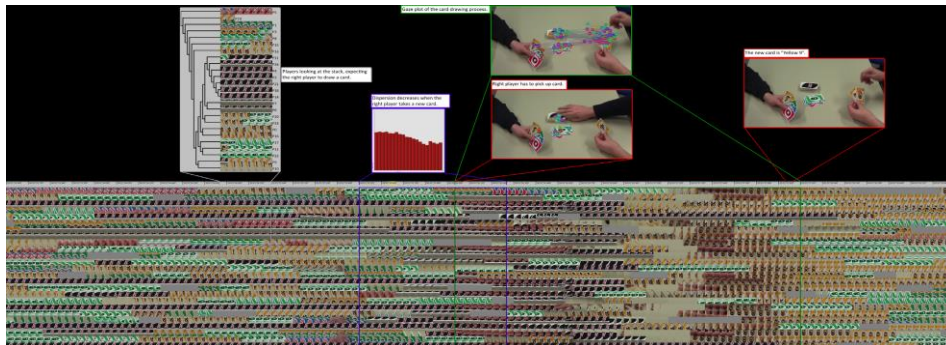 Gaze plot of the card drawing process.
The new card is "Yellow 9".
Players looking at the stack, expecting
the right player to draw a card.
Right player has to pick up card.
Dispersion decreases when the
right player takes a new card.